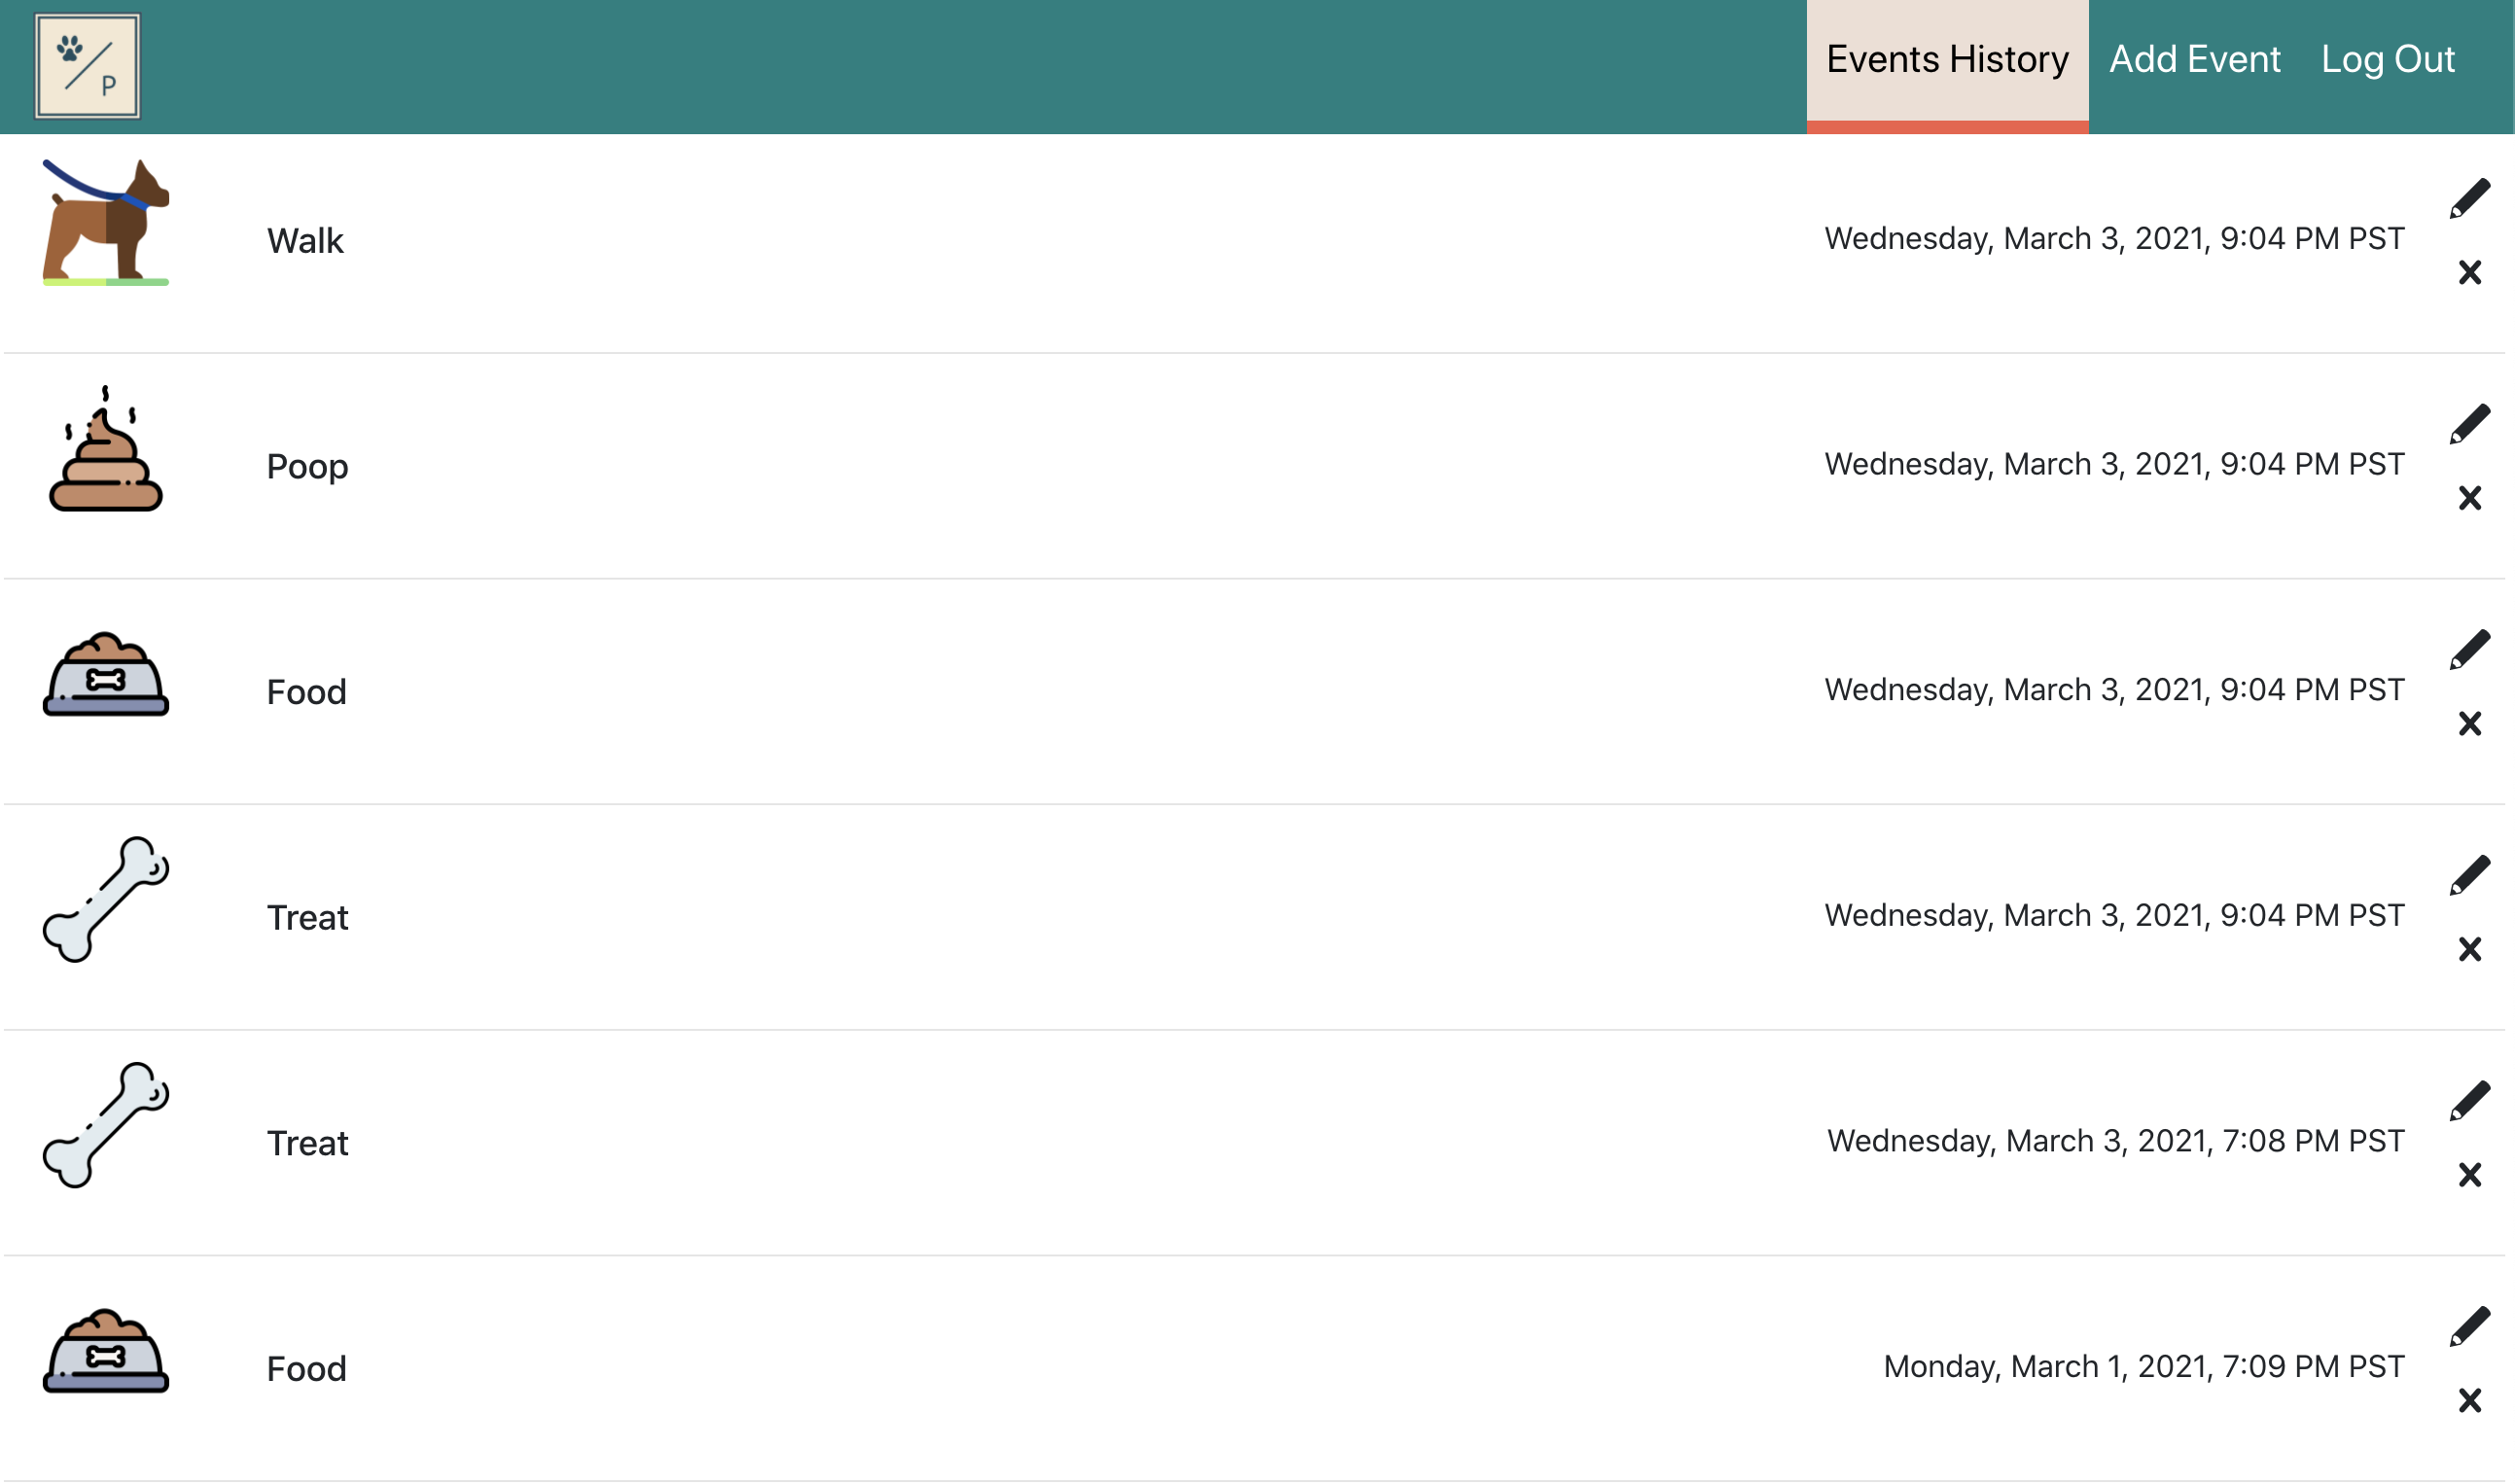 P
Events History Add Event Log Out
Walk Wednesday, March 3, 2021, 9:04 PM PST
Poop Wednesday, March 3, 2021, 9:04 PM PST
Food Wednesday, March 3, 2021, 9:04 PM PST
Treat Wednesday, March 3, 2021, 9:04 PM PST
Treat Wednesday, March 3, 2021, 7:08 PM PST
Food Monday, March 1, 2021, 7:09 PM PST